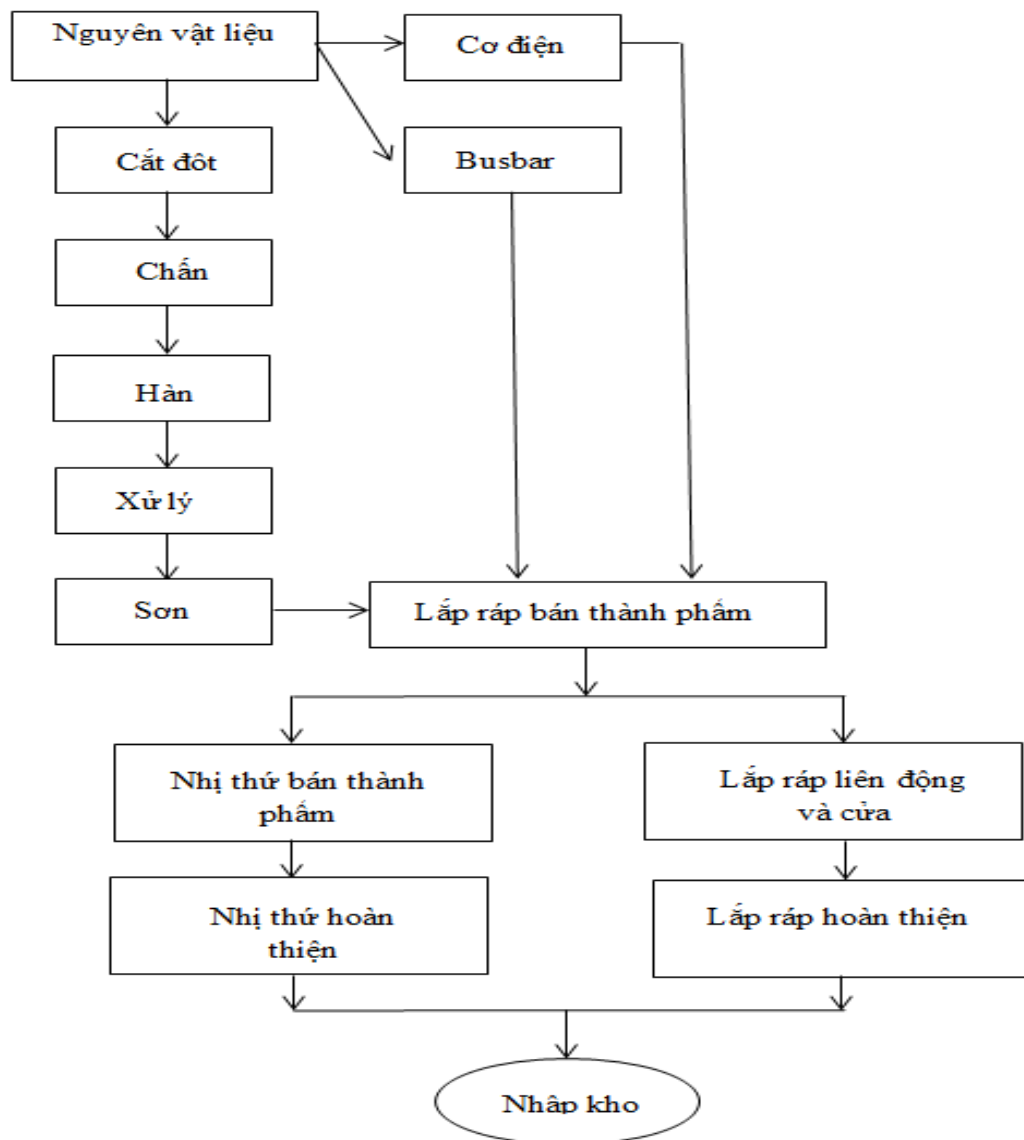 Nguyên vật liệu
Cơ điện
Cắt đôt
Busbar
Chấn
Hàn
Xử lý
Sơn
Lắp ráp bán thành phẩm
Nhị thứ bán thành
phẩm
Lắp ráp liên động
và cửa
Nhị thứ hoàn
thiện
Lắp ráp hoàn thiện
Nhâp kho